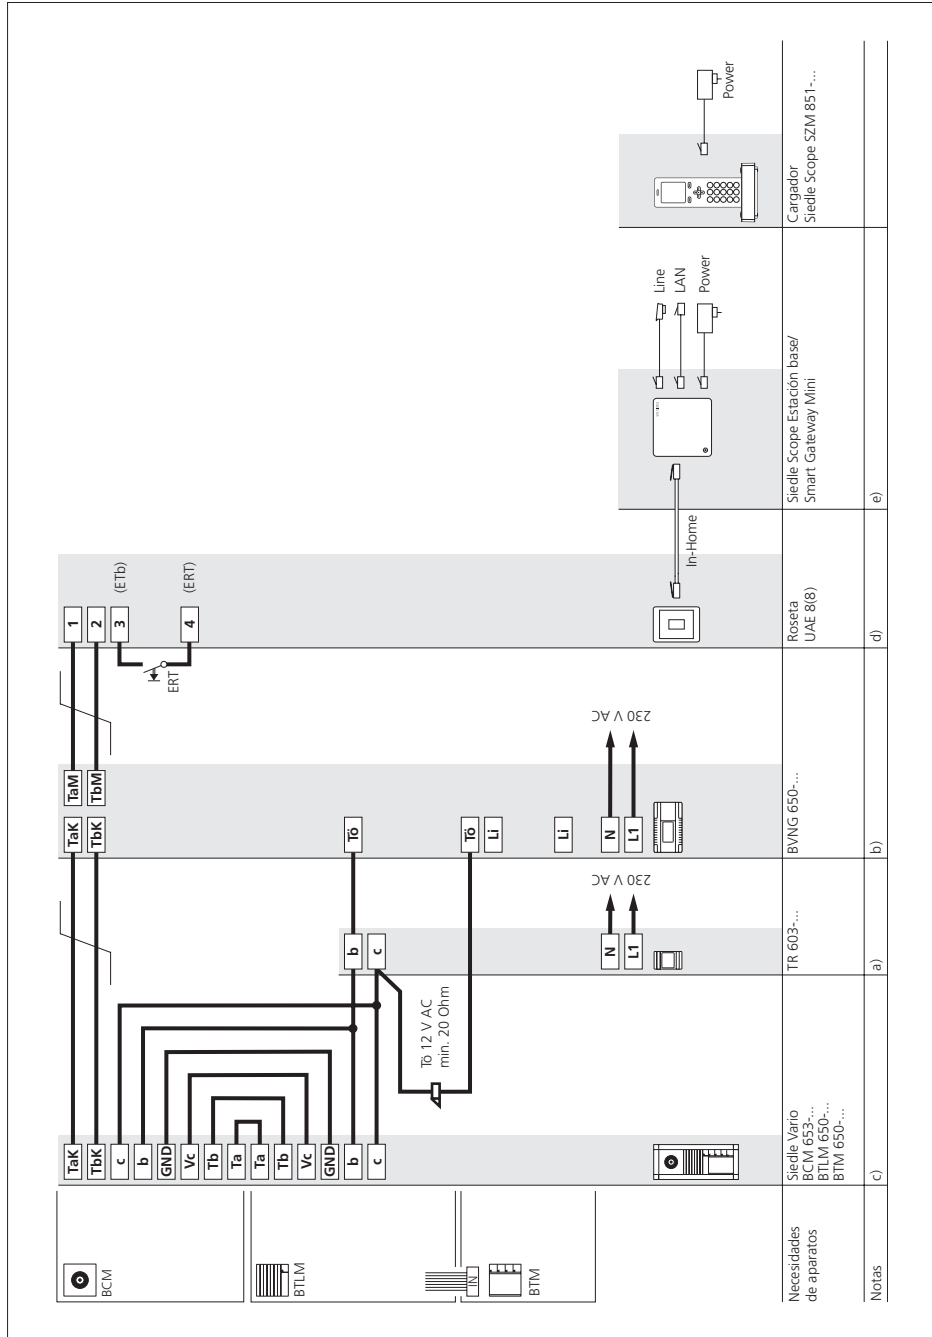 BCM
BTLM
IN
BTM
TaK
TbK
c
b
GND
Vc
Tb
Ta
Ta
Tb
Vc
GND
b
c
Tö 12 V AC
min. 20 Ohm
b
c
N
L1
230 V AC
TaK
TbK
TaM
TbM
Tö
Tö
Li
Li
N
L1
230 V AC
ERT
1
2
3
4
(ETb)
(ERT)
In-Home
Line
LAN
Power
Power
Necesidades
de aparatos
Siedle Vario
BCM 653-...
BTLM 650-...
BTM 650-...
TR 603-...
BVNG 650-...
Roseta
UAE 8(8)
Siedle Scope Estación base/
Smart Gateway Mini
Cargador
Siedle Scope SZM 851-...
Notas
c)
a)
b)
d)
e)